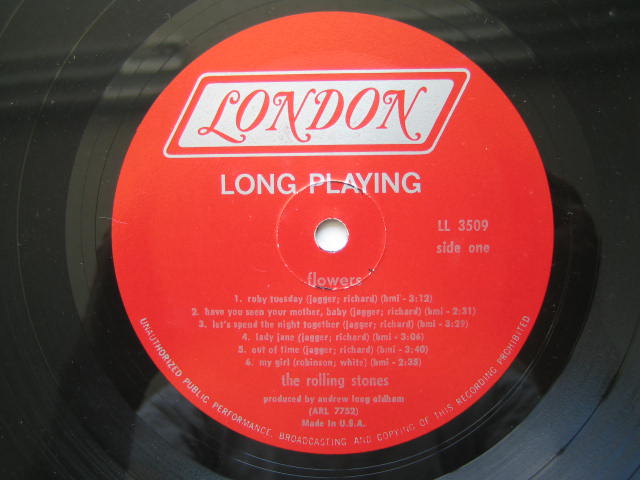 LONDON
LONG PLAYING
LL 3509
side one
flowers
1. ruby tuesday (jagger; richard) (bmi - 3:12)
2. have you seen your mother, baby (jagger; richard) (bmi - 2:31)
3. let's spend the night together (jagger; richard) (bmi - 3:29)
4. lady jane (jagger; richard) (bmi - 3:06)
5. out of time (jagger; richard) (bmi - 3:40)
6. my girl (robinson; white) (bmi - 2:35)
the rolling stones
produced by andrew loog oldham
(ARL 7752)
Made in U.S.A.
UNAUTHORIZED PUBLIC PERFORMANCE, BROADCASTING AND COPYING OF THIS RECORDING PROHIBITED